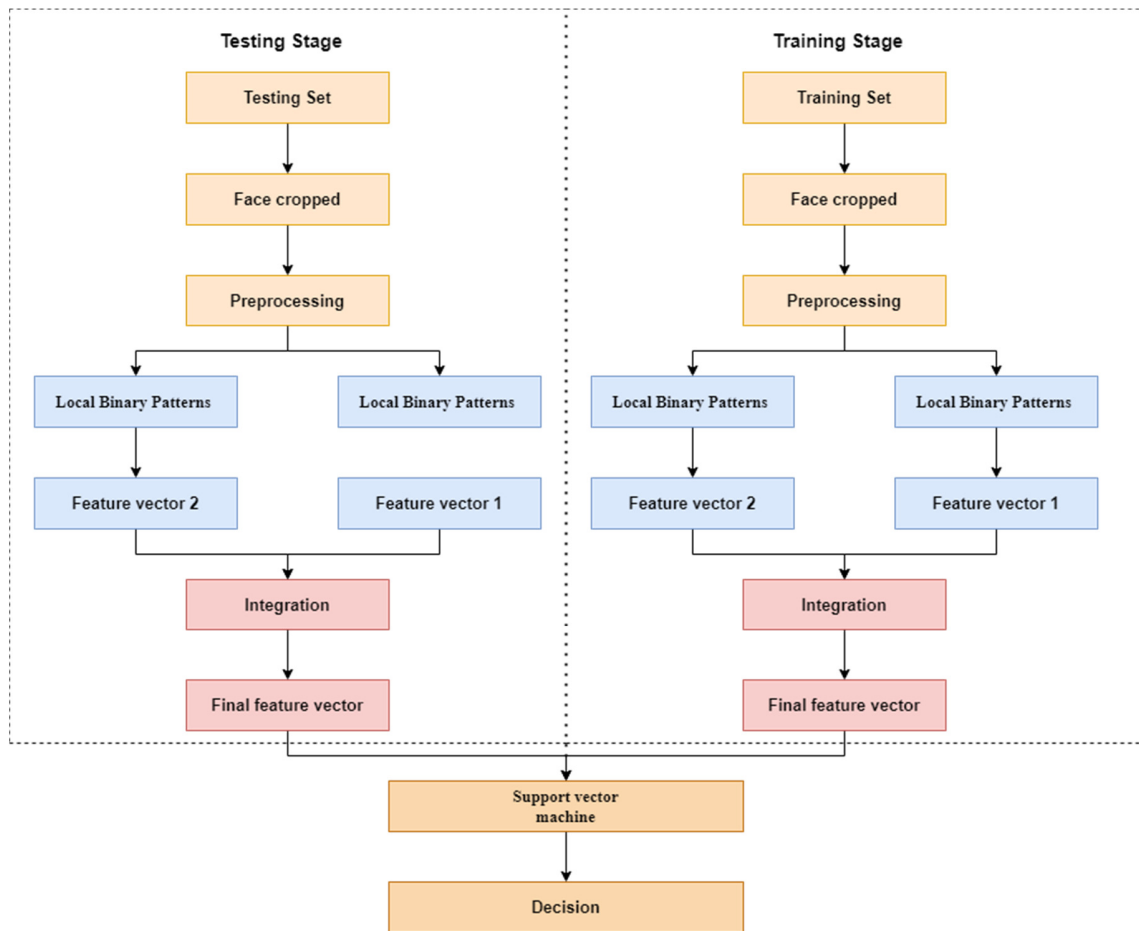 Testing Stage
Training Stage
Testing Set
Training Set
Face cropped
Face cropped
Preprocessing
Preprocessing
Local Binary Patterns
Local Binary Patterns
Local Binary Patterns
Local Binary Patterns
Feature vector 2
Feature vector 1
Feature vector 2
Feature vector 1
Integration
Integration
Final feature vector
Final feature vector
Support vector
machine
Decision